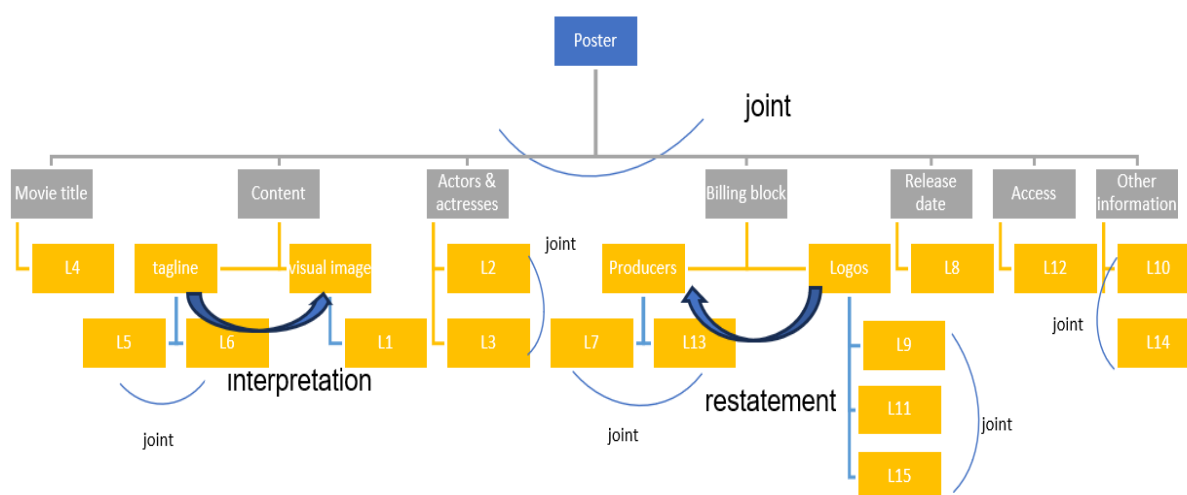 Poster
joint
Movie title
Content
Actors &
actresses
Billing block
Release
date
Access
Other
information
L4
tagline
visual image
L2
joint
Producers
Logos
L8
L12
L10
L5
L6
L1
L3
L7
L13
L9
joint
L14
interpretation
restatement
L11
joint
joint
joint
L15